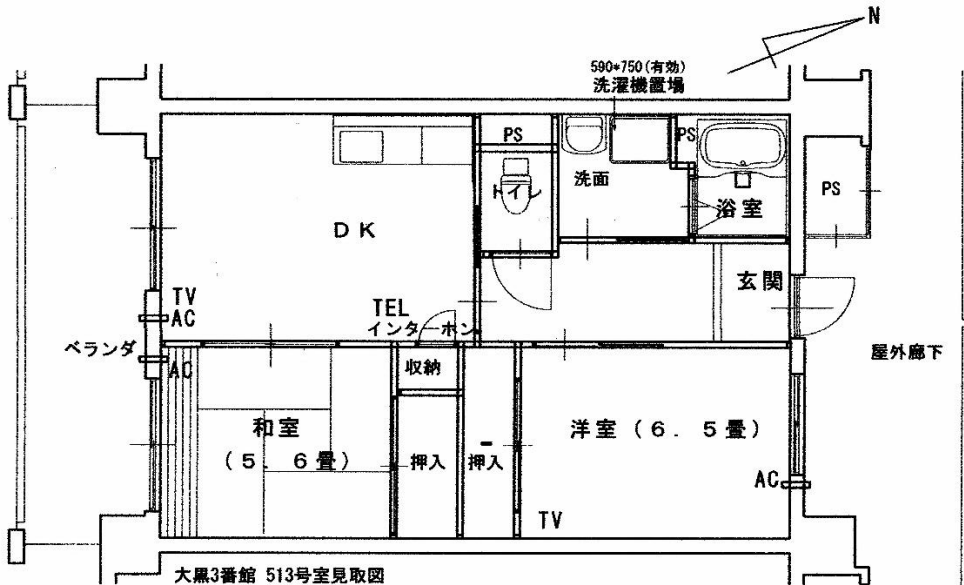 N
590*750(有効)
洗濯機置場
PS
PS
トイレ
洗面
浴室
PS
DK
玄関
TV
AC
TEL
インターホン
ベランダ
AC
収納
屋外廊下
和室
(5. 6畳)
押入
押入
洋室(6. 5畳)
AC
TV
大黒3番館 513号室見取図